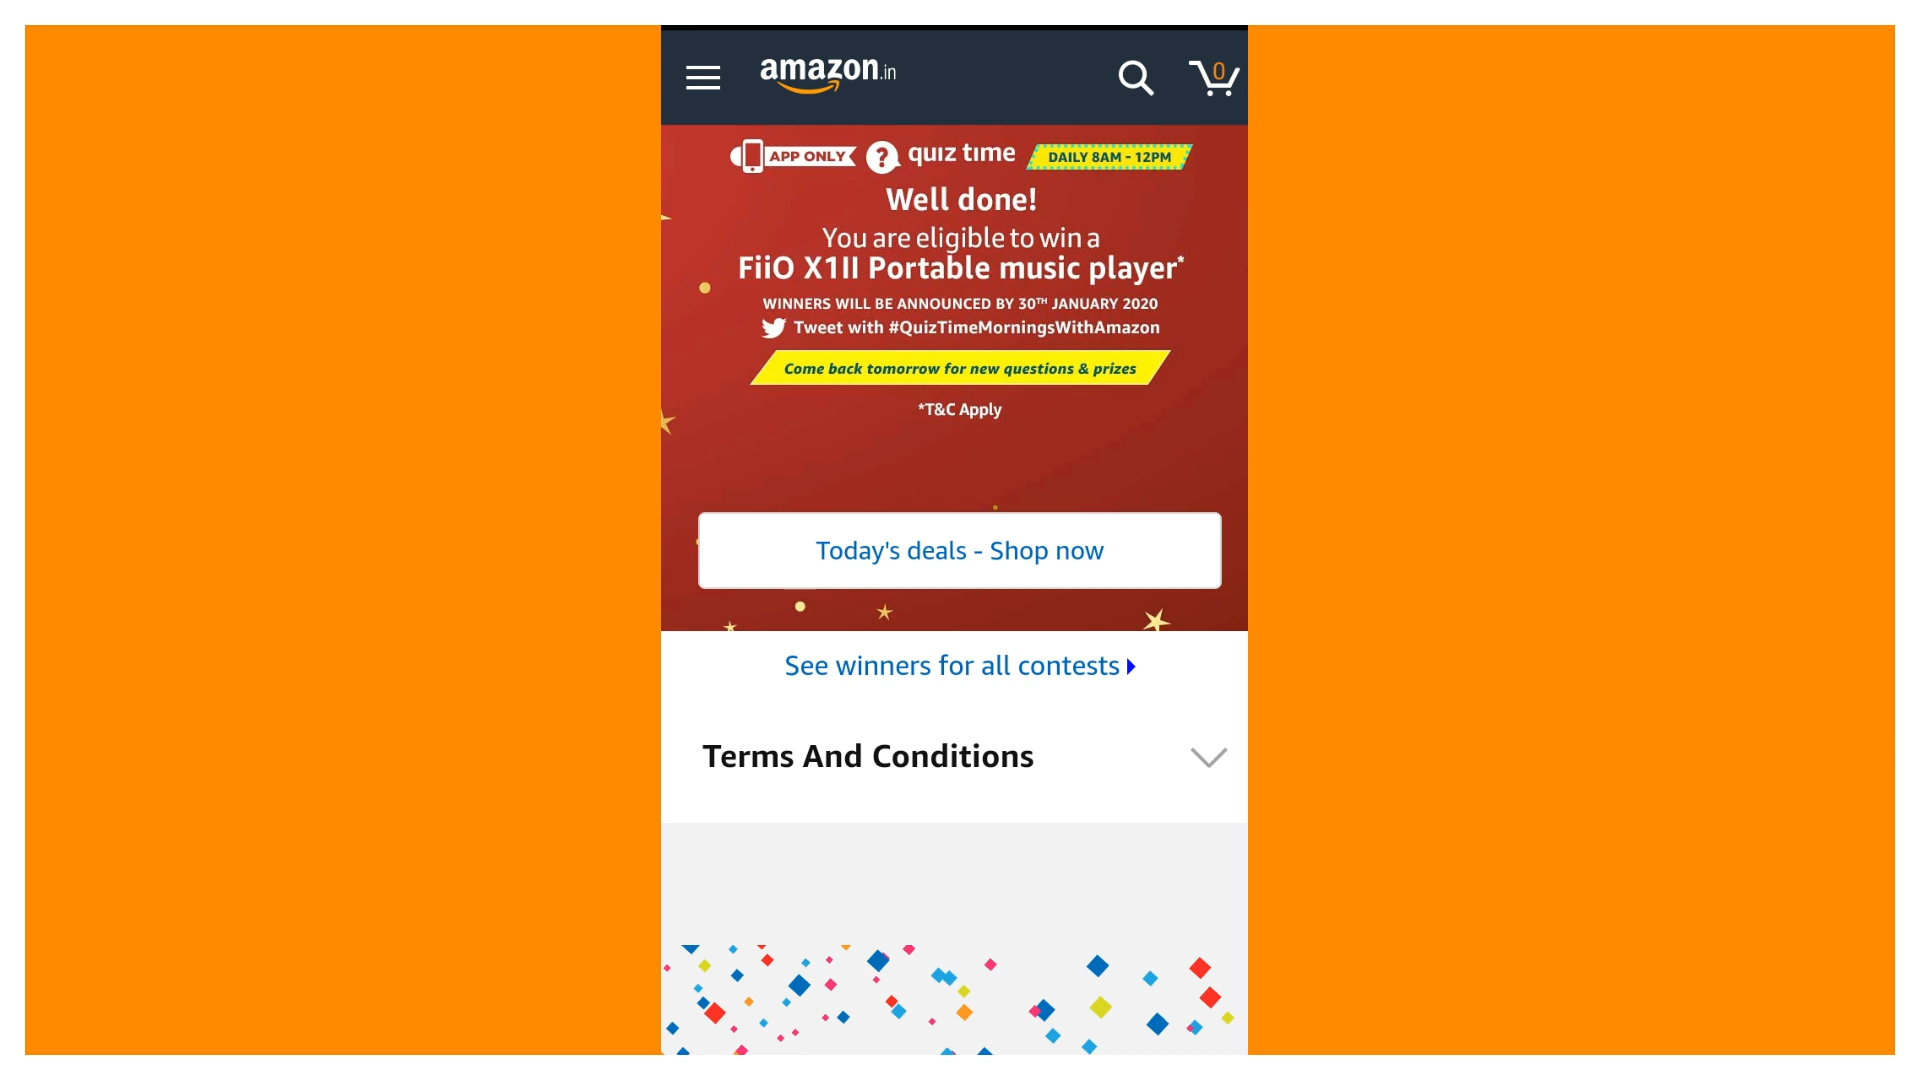 amazon.in
0
APP ONLY ? quiz time DAILY 8AM - 12PM
Well done!
You are eligible to win a
FiiO X1II Portable music player*
WINNERS WILL BE ANNOUNCED BY 30TH JANUARY 2020
Tweet with #QuizTimeMorningsWithAmazon
Come back tomorrow for new questions & prizes
*T&C Apply
Today's deals - Shop now
See winners for all contests
Terms And Conditions